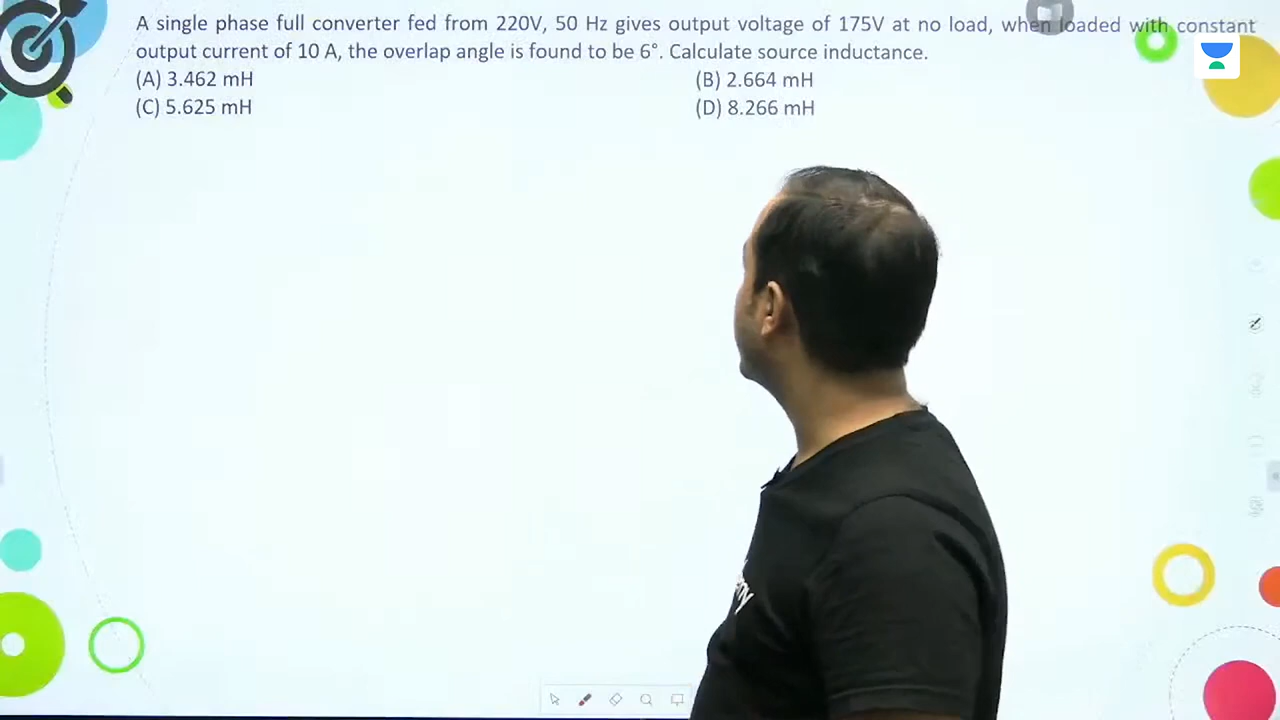 A single phase full converter fed from 220V, 50 Hz gives output voltage of 175V at no load, when loaded with constant
output current of 10 A, the overlap angle is found to be 6°. Calculate source inductance.
(A) 3.462 mH (B) 2.664 mH
(C) 5.625 mH (D) 8.266 mH